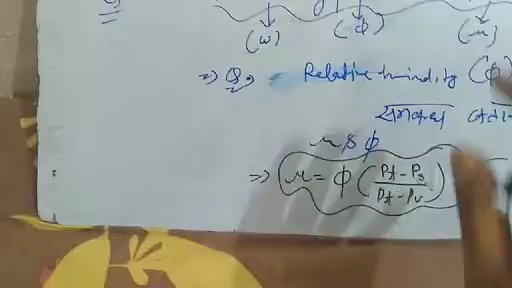 (ω) (ϕ) (μ)
⇒ Q, Relative humidity (ϕ)
μ & ϕ
⇒ μ = ϕ (Pt - Ps / Pt - Pv)